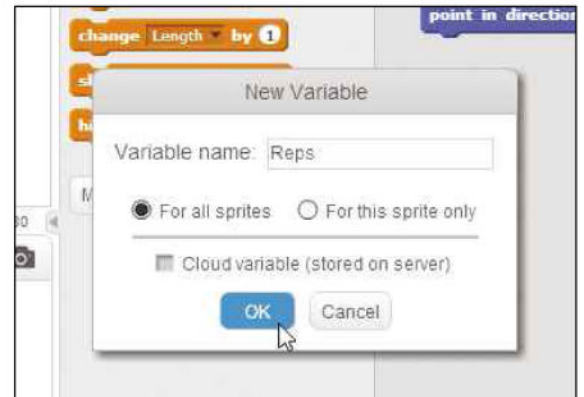 change Length by 1
point in direction
New Variable
Variable name: Reps
For all sprites For this sprite only
Cloud variable (stored on server)
OK Cancel